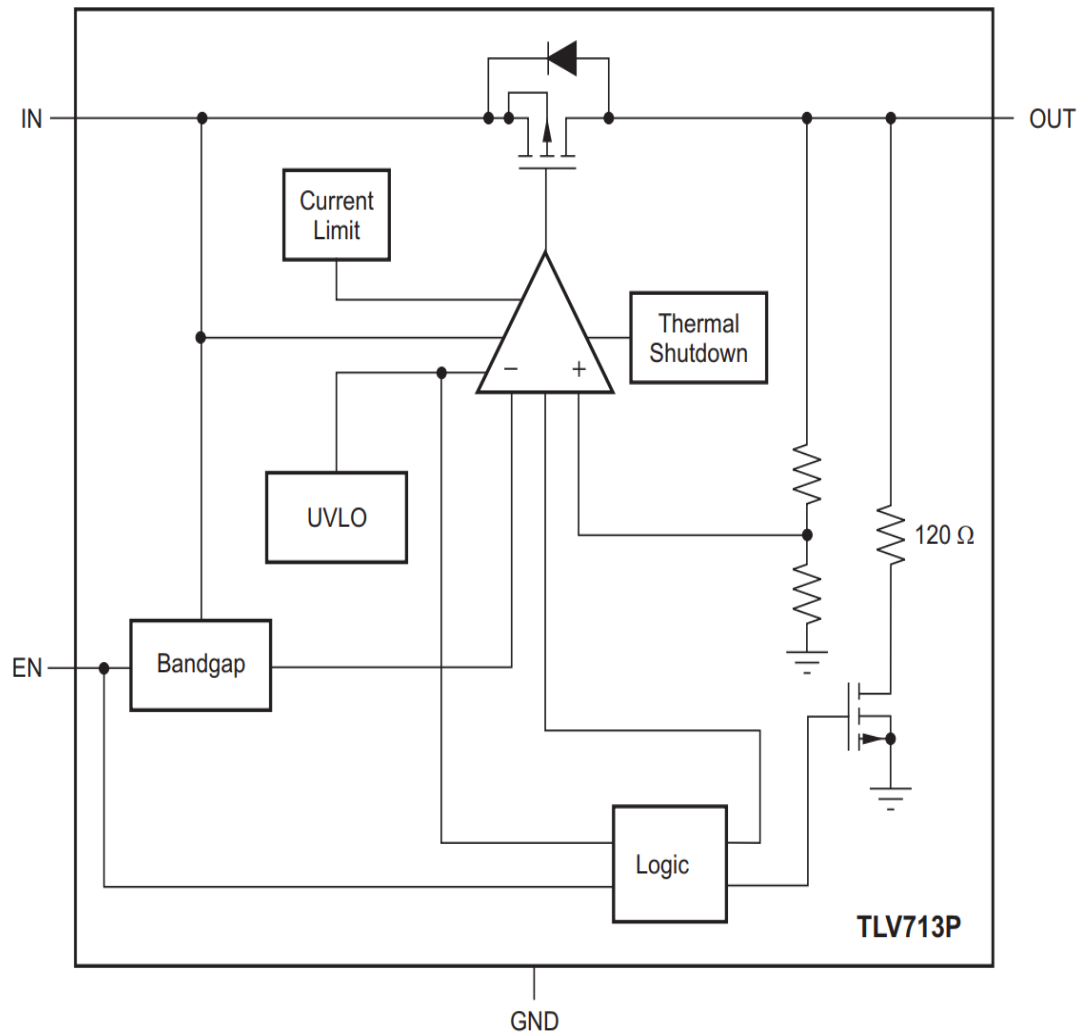 IN
OUT
Current
Limit
Thermal
Shutdown
−
+
UVLO
120 Ω
EN
Bandgap
Logic
TLV713P
GND